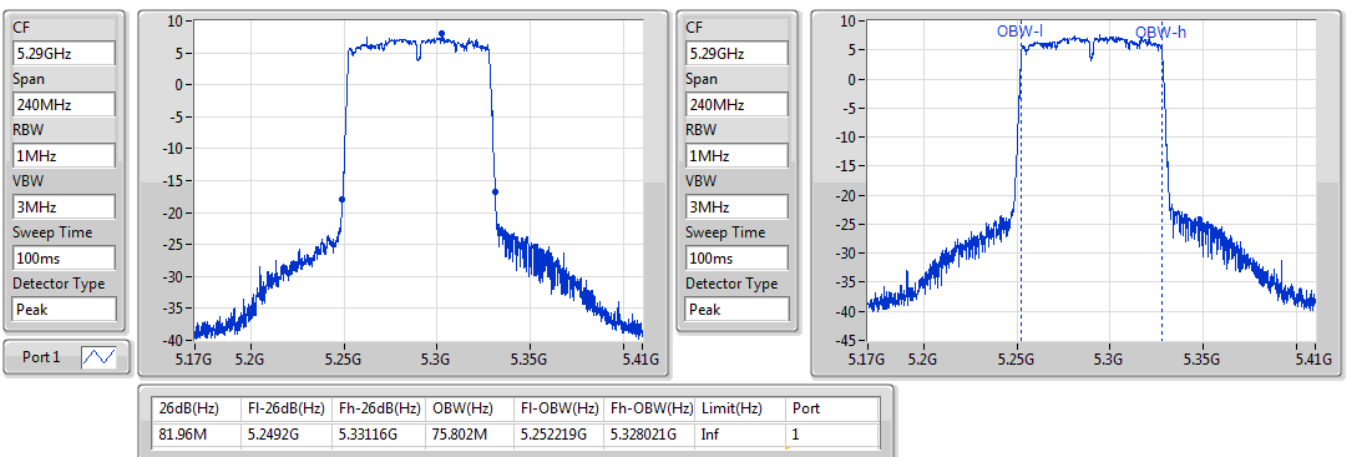 CF
5.29GHz
Span
240MHz
RBW
1MHz
VBW
3MHz
Sweep Time
100ms
Detector Type
Peak
Port 1
10
5
0
-5
-10
-15
-20
-25
-30
-35
-40
5.17G 5.2G 5.25G 5.3G 5.35G 5.41G
CF
5.29GHz
Span
240MHz
RBW
1MHz
VBW
3MHz
Sweep Time
100ms
Detector Type
Peak
OBW-l OBW-h
10
5
0
-5
-10
-15
-20
-25
-30
-35
-40
-45
5.17G 5.2G 5.25G 5.3G 5.35G 5.41G
26dB(Hz) Fl-26dB(Hz) Fh-26dB(Hz) OBW(Hz) Fl-OBW(Hz) Fh-OBW(Hz) Limit(Hz) Port
81.96M 5.2492G 5.33116G 75.802M 5.252219G 5.328021G Inf 1